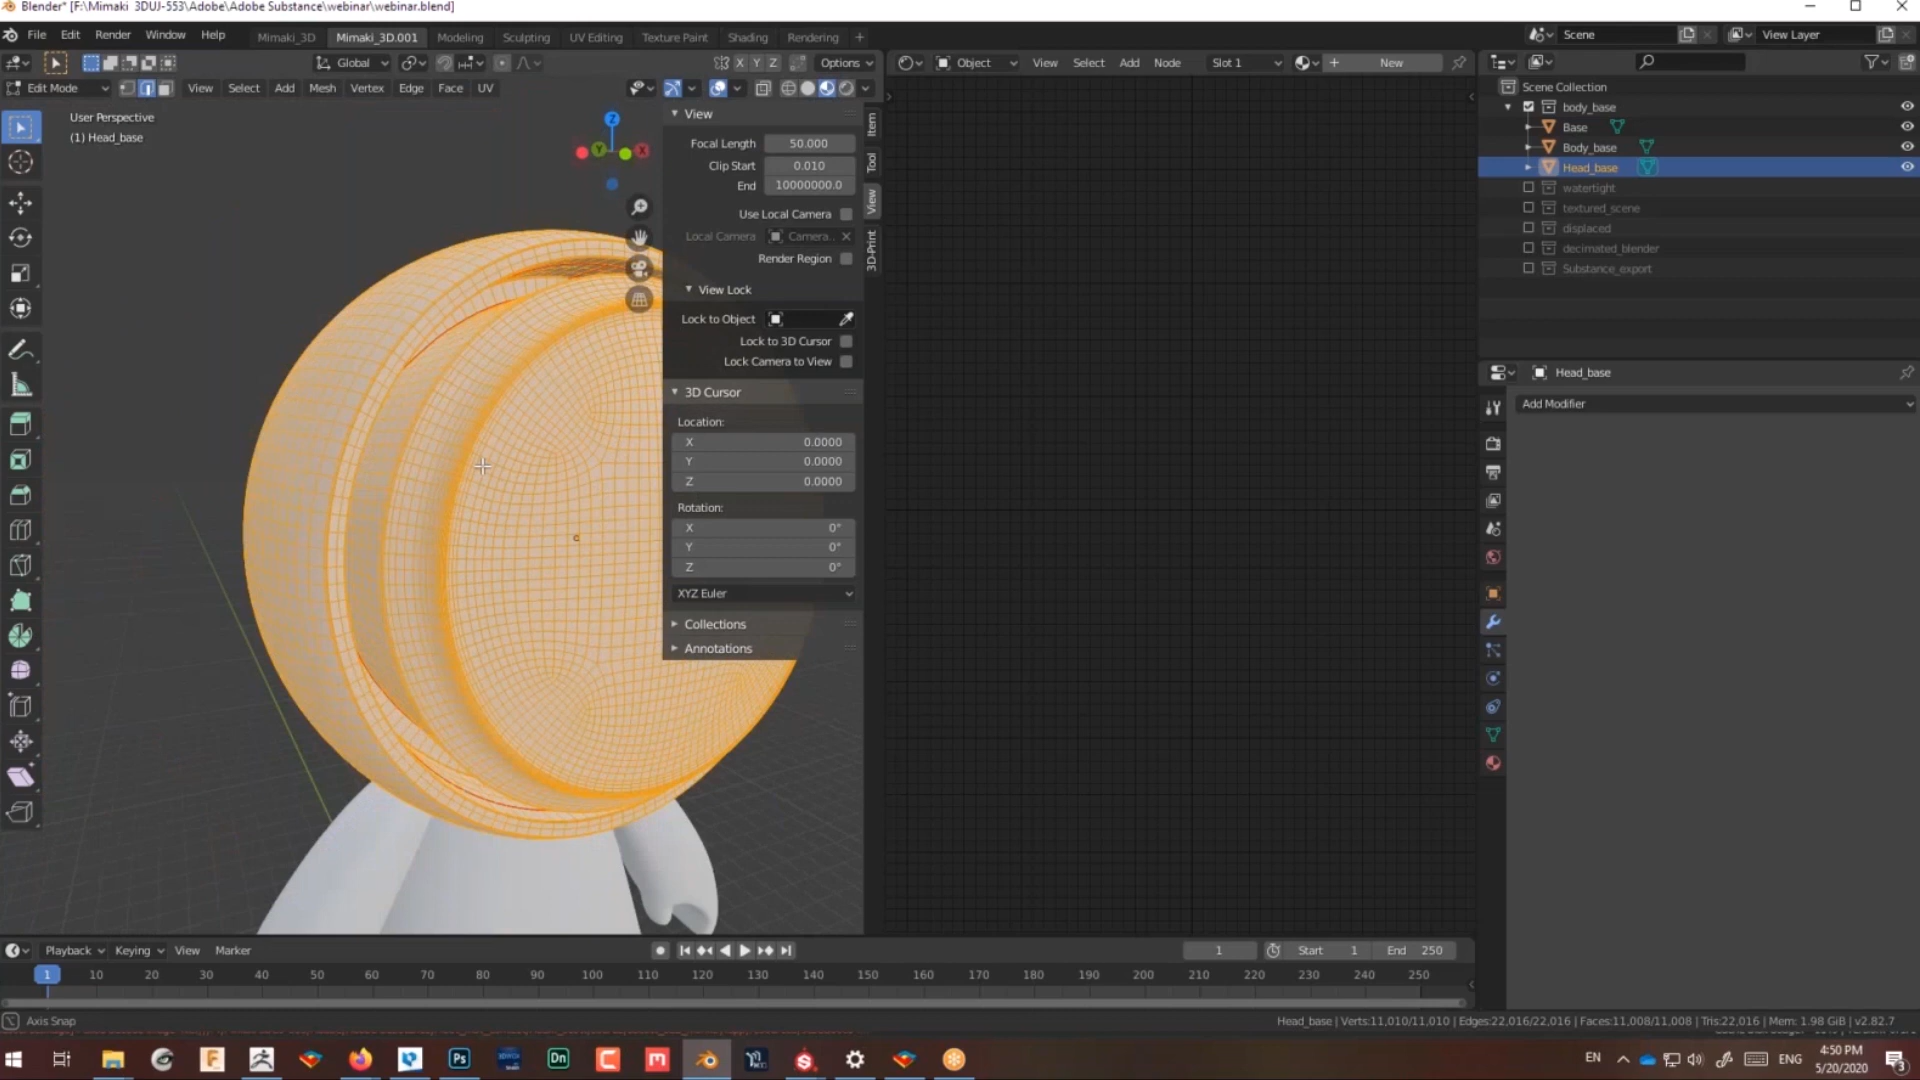 Blender* [F:\Mimaki_3DUJ-553\Adobe\Adobe Substance\webinar\webinar.blend]
File Edit Render Window Help Mimaki_3D Mimaki_3D.001 Modeling Sculpting UV Editing Texture Paint Shading Rendering + Scene View Layer
Global X Y Z Options Object View Select Add Node Slot 1 New
Edit Mode View Select Add Mesh Vertex Edge Face UV
User Perspective
(1) Head_base
Z
Y
X
View
Focal Length 50.000
Clip Start 0.010
End 10000000.0
Use Local Camera
Local Camera Camera..
Render Region
View Lock
Lock to Object
Lock to 3D Cursor
Lock Camera to View
3D Cursor
Location:
X 0.0000
Y 0.0000
Z 0.0000
Rotation:
X 0°
Y 0°
Z 0°
XYZ Euler
Collections
Annotations
Item
Tool
View
3D-Print
Scene Collection
body_base
Base
Body_base
Head_base
watertight
textured_scene
displaced
decimated_blender
Substance_export
Head_base
Add Modifier
Playback Keying View Marker 1 Start 1 End 250
1 10 20 30 40 50 60 70 80 90 100 110 120 130 140 150 160 170 180 190 200 210 220 230 240 250
Axis Snap
Head_base | Verts:11,010/11,010 | Edges:22,016/22,016 | Faces:11,008/11,008 | Tris:22,016 | Mem: 1.98 GiB | v2.82.7
Ps Dn EN ENG
4:50 PM
5/20/2020
3